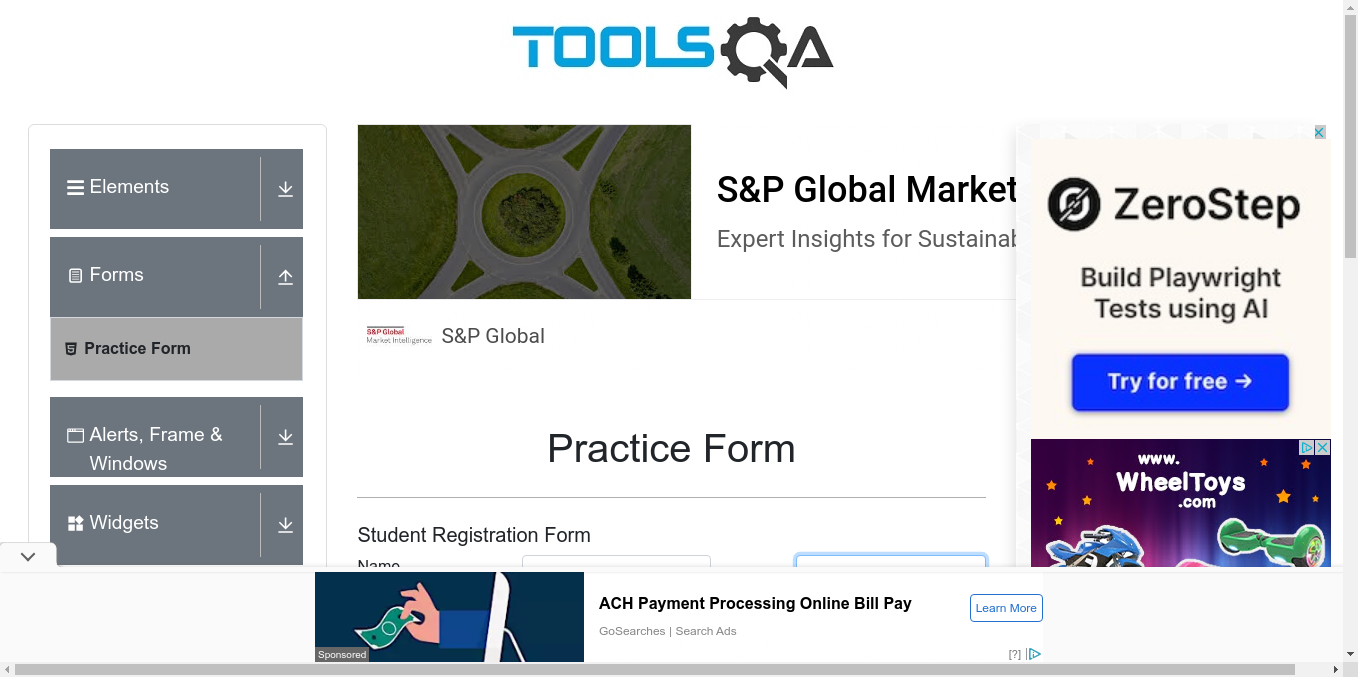 TOOLSQA
Elements
Forms
Practice Form
Alerts, Frame &
Windows
Widgets
S&P Global Market
Expert Insights for Sustainab
S&P Global
Market Intelligence
S&P Global
Practice Form
Student Registration Form
Name
ZeroStep
Build Playwright
Tests using AI
Try for free →
www.
WheelToys
.com
Sponsored
ACH Payment Processing Online Bill Pay
GoSearches | Search Ads
Learn More
[?]